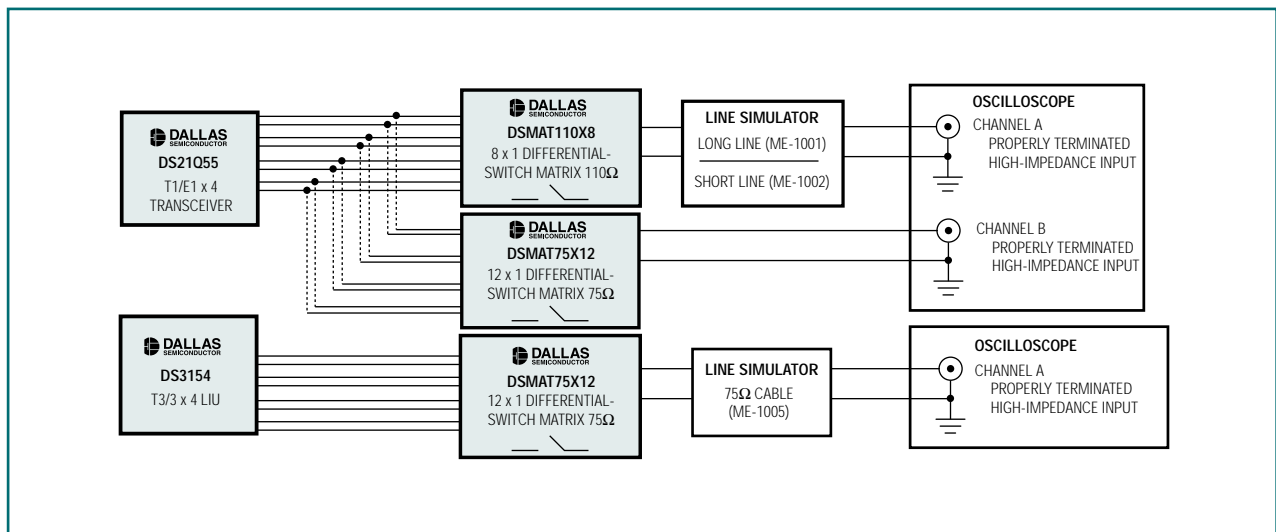 DALLAS
SEMICONDUCTOR
DS21Q55
T1/E1 x 4
TRANSCEIVER
DALLAS
SEMICONDUCTOR
DSMAT110X8
8 x 1 DIFFERENTIAL-
SWITCH MATRIX 110Ω
LINE SIMULATOR
LONG LINE (ME-1001)
SHORT LINE (ME-1002)
OSCILLOSCOPE
CHANNEL A
PROPERLY TERMINATED
HIGH-IMPEDANCE INPUT
DALLAS
SEMICONDUCTOR
DSMAT75X12
12 x 1 DIFFERENTIAL-
SWITCH MATRIX 75Ω
CHANNEL B
PROPERLY TERMINATED
HIGH-IMPEDANCE INPUT
DALLAS
SEMICONDUCTOR
DS3154
T3/3 x 4 LIU
DALLAS
SEMICONDUCTOR
DSMAT75X12
12 x 1 DIFFERENTIAL-
SWITCH MATRIX 75Ω
LINE SIMULATOR
75Ω CABLE
(ME-1005)
OSCILLOSCOPE
CHANNEL A
PROPERLY TERMINATED
HIGH-IMPEDANCE INPUT